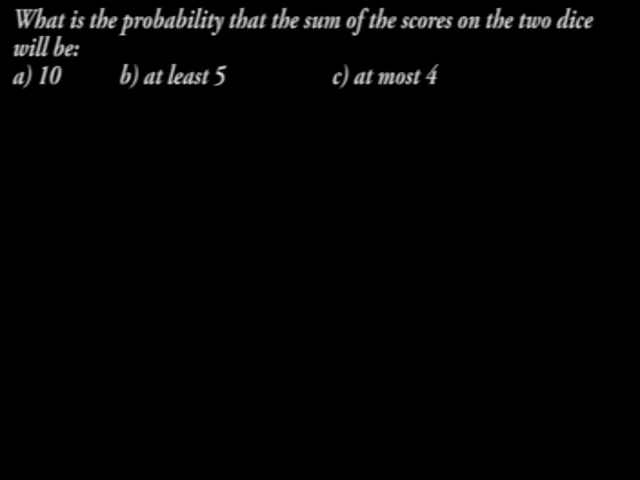 What is the probability that the sum of the scores on the two dice
will be:
a) 10 b) at least 5 c) at most 4